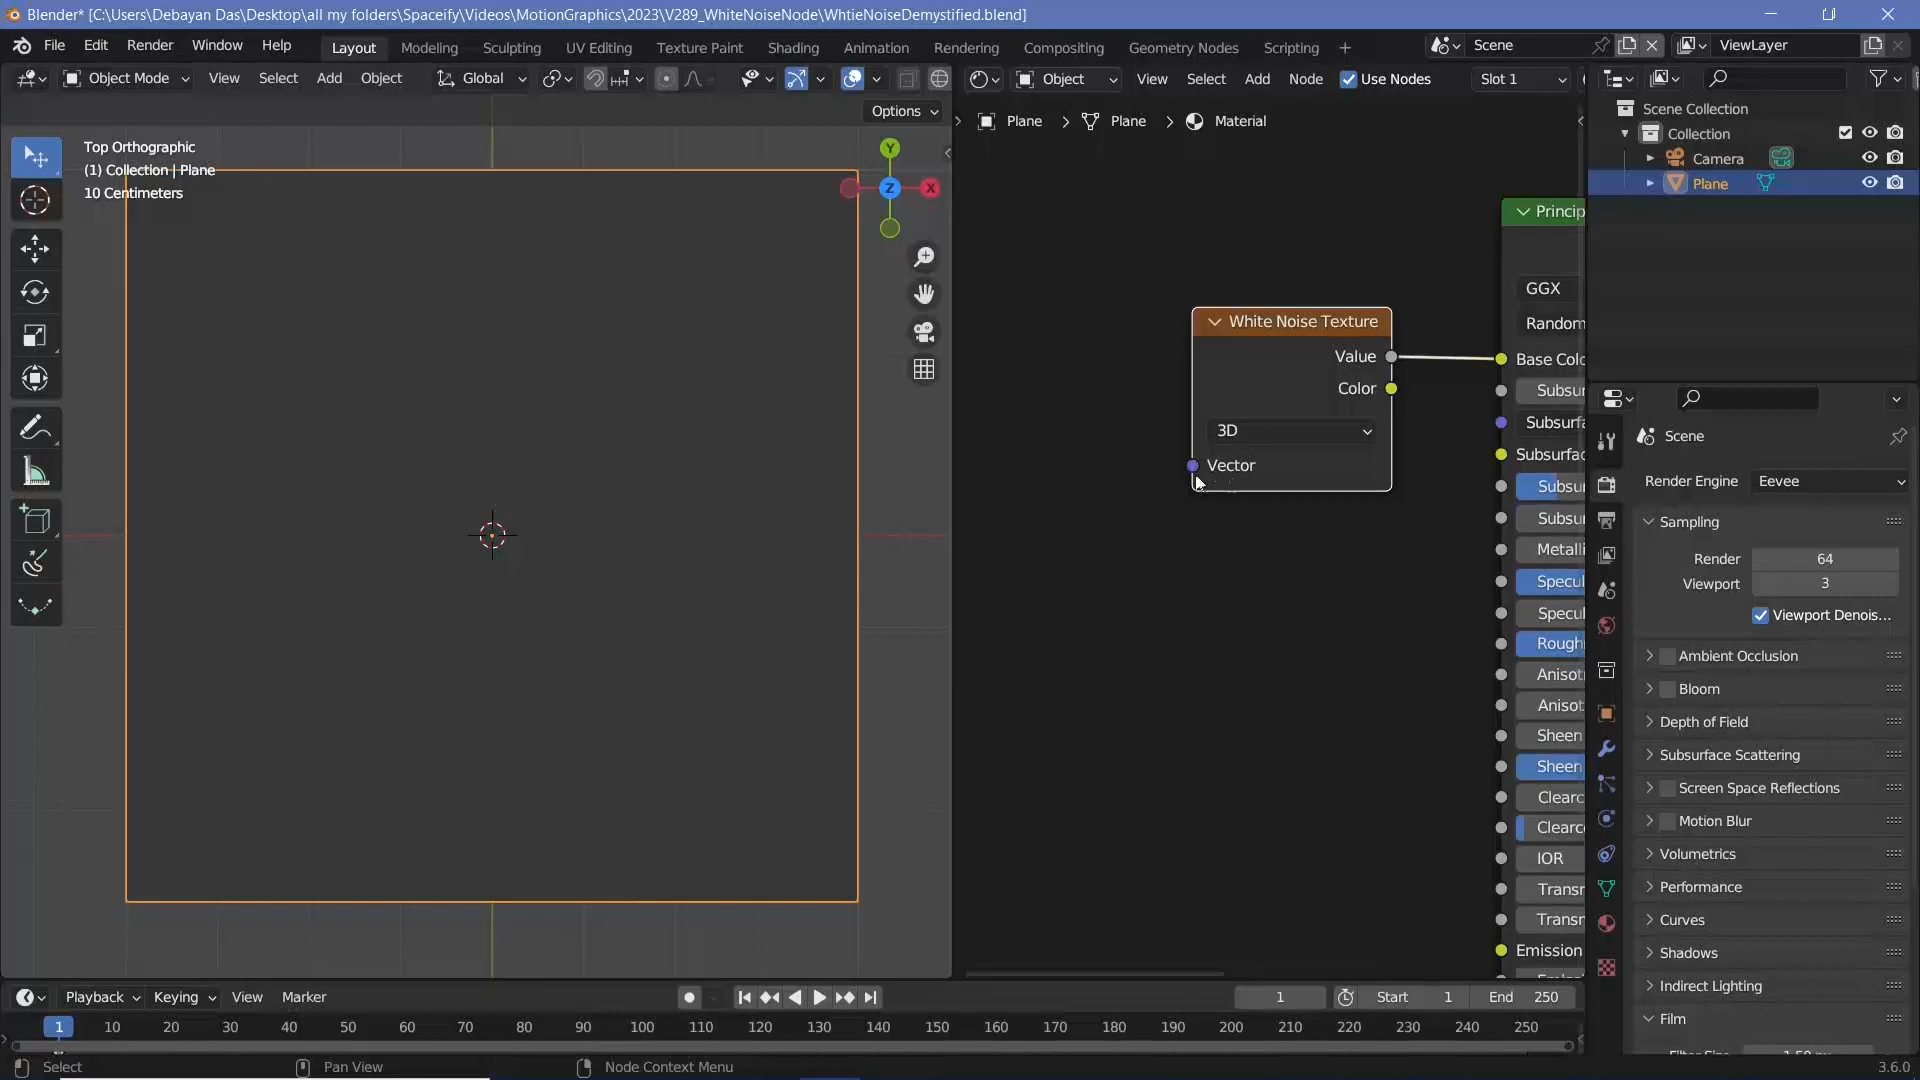 Blender* [C:\Users\Debayan Das\Desktop\all my folders\Spaceify\Videos\MotionGraphics\2023\V289_WhiteNoiseNode\WhtieNoiseDemystified.blend]
File Edit Render Window Help Layout Modeling Sculpting UV Editing Texture Paint Shading Animation Rendering Compositing Geometry Nodes Scripting + Scene ViewLayer
Object Mode View Select Add Object Global Object View Select Add Node Use Nodes Slot 1
Options
Top Orthographic
(1) Collection | Plane
10 Centimeters
Y
Z X
Plane > Plane > Material
White Noise Texture
Value
Color
3D
Vector
Princip
GGX
Random
Base Colo
Subsur
Subsurfa
Subsurfac
Subsur
Subsur
Metalli
Specul
Specul
Rough
Anisot
Anisot
Sheen
Sheen
Clearc
Clearc
IOR
Transr
Transr
Emission
Scene Collection
Collection
Camera
Plane
Scene
Render Engine Eevee
Sampling
Render 64
Viewport 3
Viewport Denois...
Ambient Occlusion
Bloom
Depth of Field
Subsurface Scattering
Screen Space Reflections
Motion Blur
Volumetrics
Performance
Curves
Shadows
Indirect Lighting
Film
Playback Keying View Marker 1 Start 1 End 250
1 10 20 30 40 50 60 70 80 90 100 110 120 130 140 150 160 170 180 190 200 210 220 230 240 250
Select Pan View Node Context Menu 3.6.0